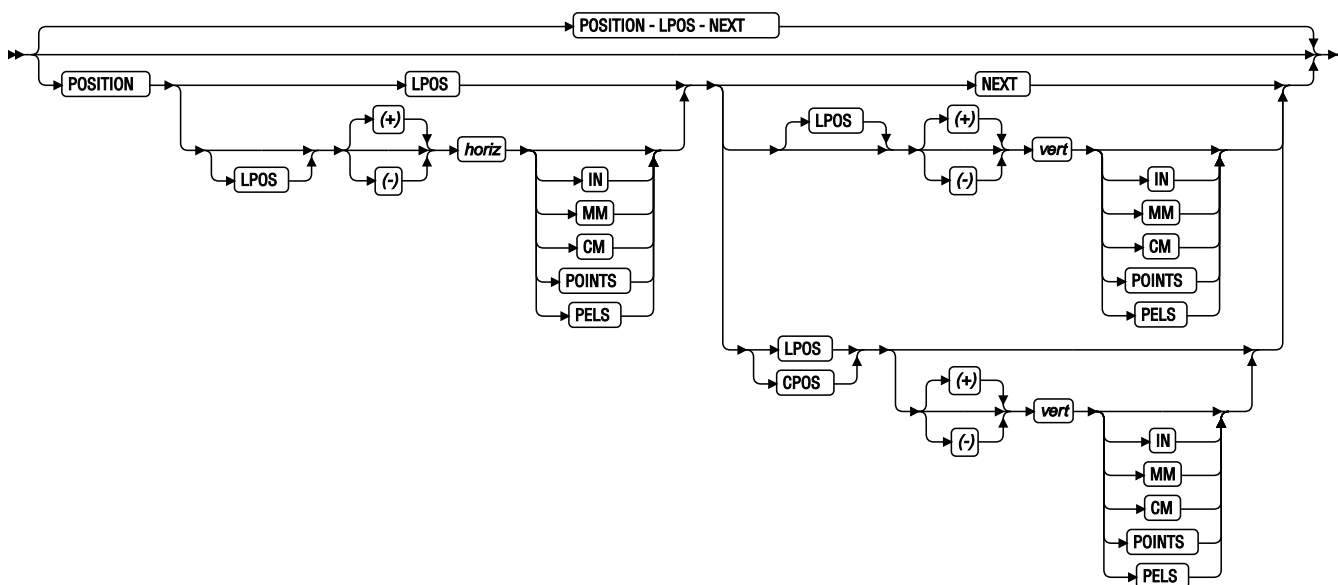 POSITION - LPOS - NEXT
POSITION LPOS NEXT
(+) LPOS (+)
horiz vert
LPOS (-) (-)
IN IN
MM MM
CM CM
POINTS POINTS
PELS PELS
LPOS
CPOS (+)
vert
(-)
IN
MM
CM
POINTS
PELS